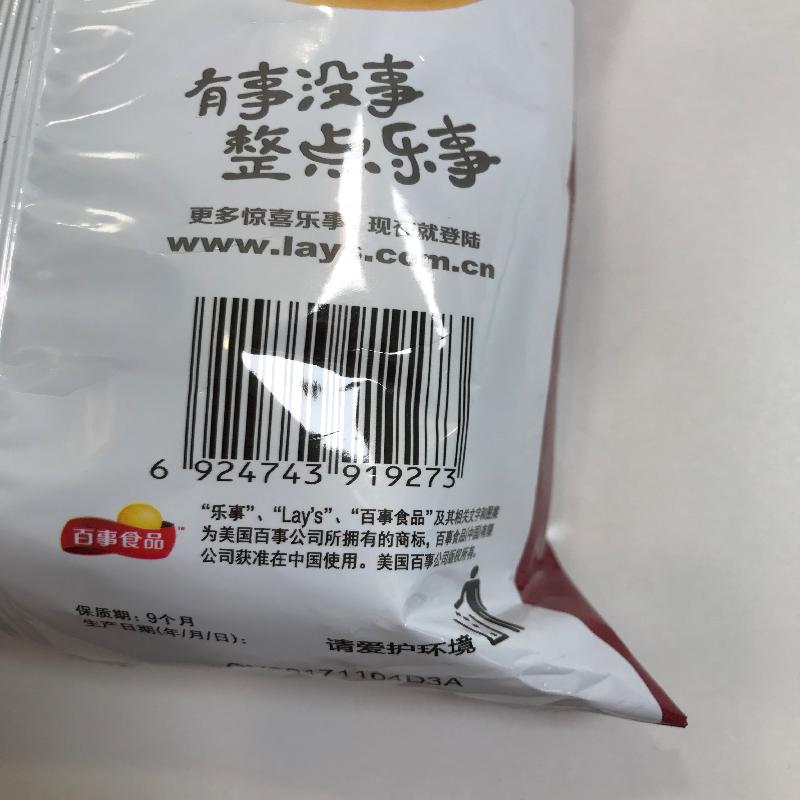 有事没事
整点乐事
更多惊喜乐事 现在就登陆
www.lays.com.cn
6 924743 919273
“乐事”、“Lay's”、“百事食品”及其相关文字和图案
百事食品™
为美国百事公司所拥有的商标，百事食品(中国)有限
公司获准在中国使用。美国百事公司版权所有。
保质期：9个月
生产日期(年/月/日)：
请爱护环境
20171104D3A